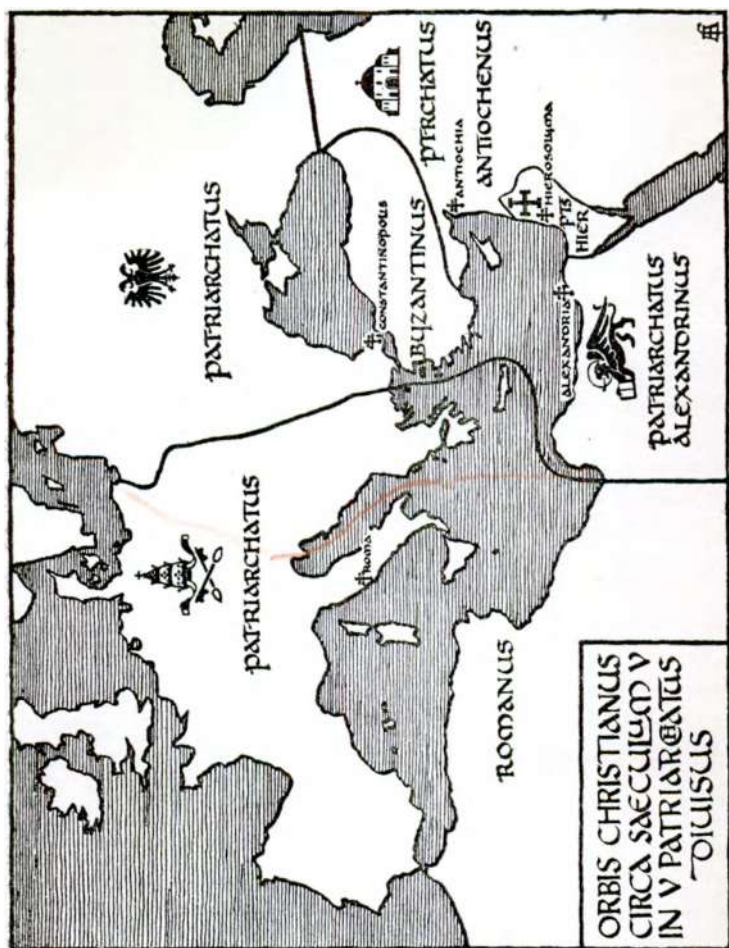 PATRIARCHATUS
ROMANUS
ROMA
PATRIARCHATUS
BYZANTINUS
CONSTANTINOPOLIS
PTRCHATUS
ANTIOCHENUS
ANTIOCHIA
HIEROSOLYMA
PTS
HIER
ALEXANDRIA
PATRIARCHATUS
ALEXANDRINUS
ORBIS CHRISTIANUS
CIRCA SAECULUM V
IN V PATRIARCHATUS
DIVISUS